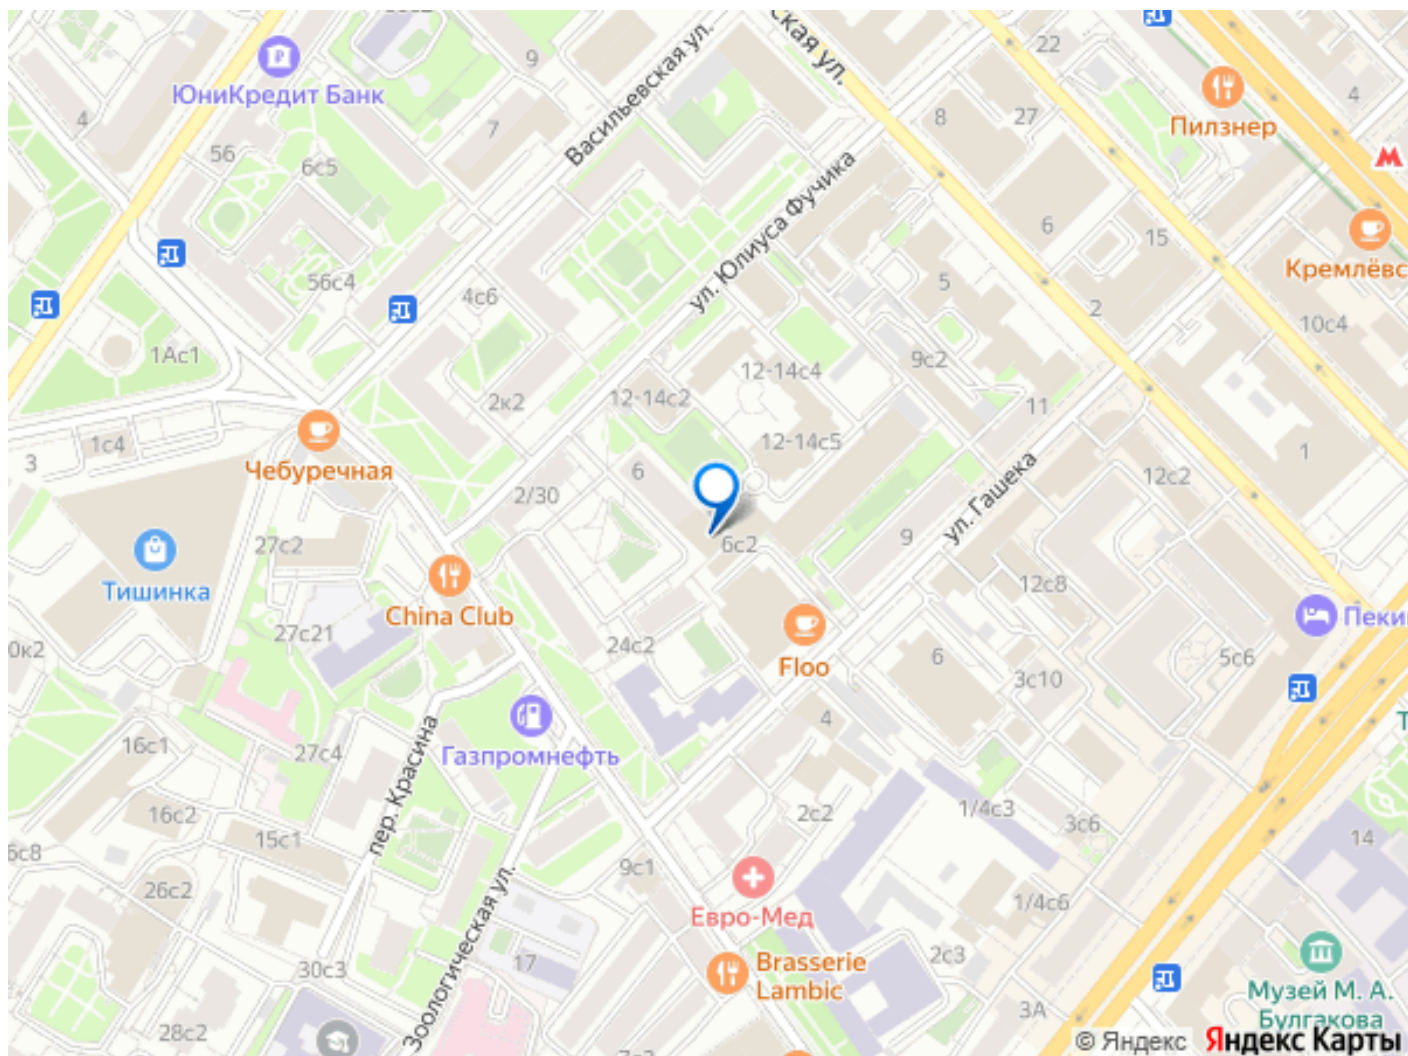 ская ул.
22
9
4
ЮниКредит Банк
Васильевская ул.
Пилзнер
4
7
8
27
56
6с5
ул. Юлиуса Фучика
6
15
Кремлёвс
56с4
4с6
5
2
10с4
1Ас1
12-14с4
9с2
12-14с2
2к2
11
1с4
12-14с5
1
3
Чебуречная
6
2/30
12с2
ул. Гашека
27с2
6с2
9
Тишинка
China Club
12с8
Пеки
27с21
0к2
24с2
Floo
6
5с6
3с10
4
Т
16с1
27с4
Газпромнефть
пер. Красина
16с2
15с1
2с2
1/4с3
3с6
14
6с8
26с2
9с1
Евро-Мед
1/4с6
Зоологическая ул.
30с3
17
Brasserie
Lambic
2с3
3А
Музей М. А.
Булгакова
28с2
© Яндекс
Яндекс Карты